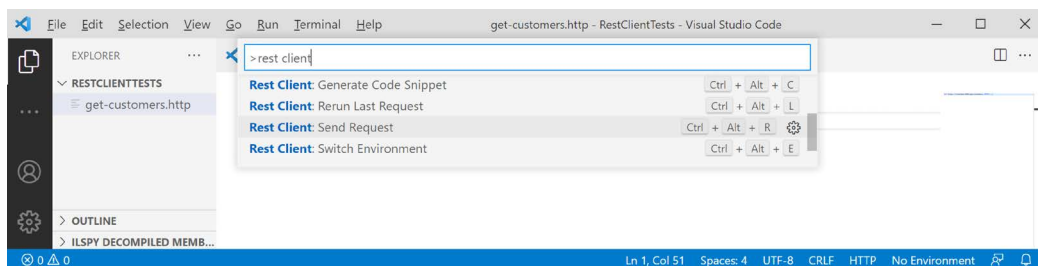 File Edit Selection View Go Run Terminal Help get-customers.http - RestClientTests - Visual Studio Code
EXPLORER
>rest client
RESTCLIENTTESTS
get-customers.http
Rest Client: Generate Code Snippet Ctrl + Alt + C
Rest Client: Rerun Last Request Ctrl + Alt + L
Rest Client: Send Request Ctrl + Alt + R
Rest Client: Switch Environment Ctrl + Alt + E
OUTLINE
ILSPY DECOMPILED MEMB...
0 0 Ln 1, Col 51 Spaces: 4 UTF-8 CRLF HTTP No Environment